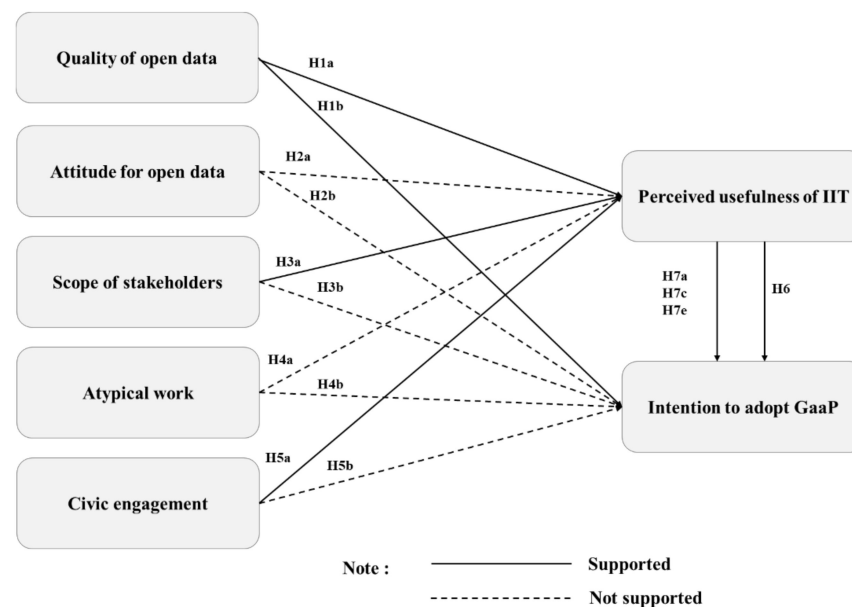 Quality of open data
H1a
H1b
Attitude for open data
H2a
H2b
Perceived usefulness of IIT
Scope of stakeholders
H3a
H3b
H7a
H7c
H7e
H6
Atypical work
H4a
H4b
Intention to adopt GaaP
Civic engagement
H5a
H5b
Note :
Supported
Not supported